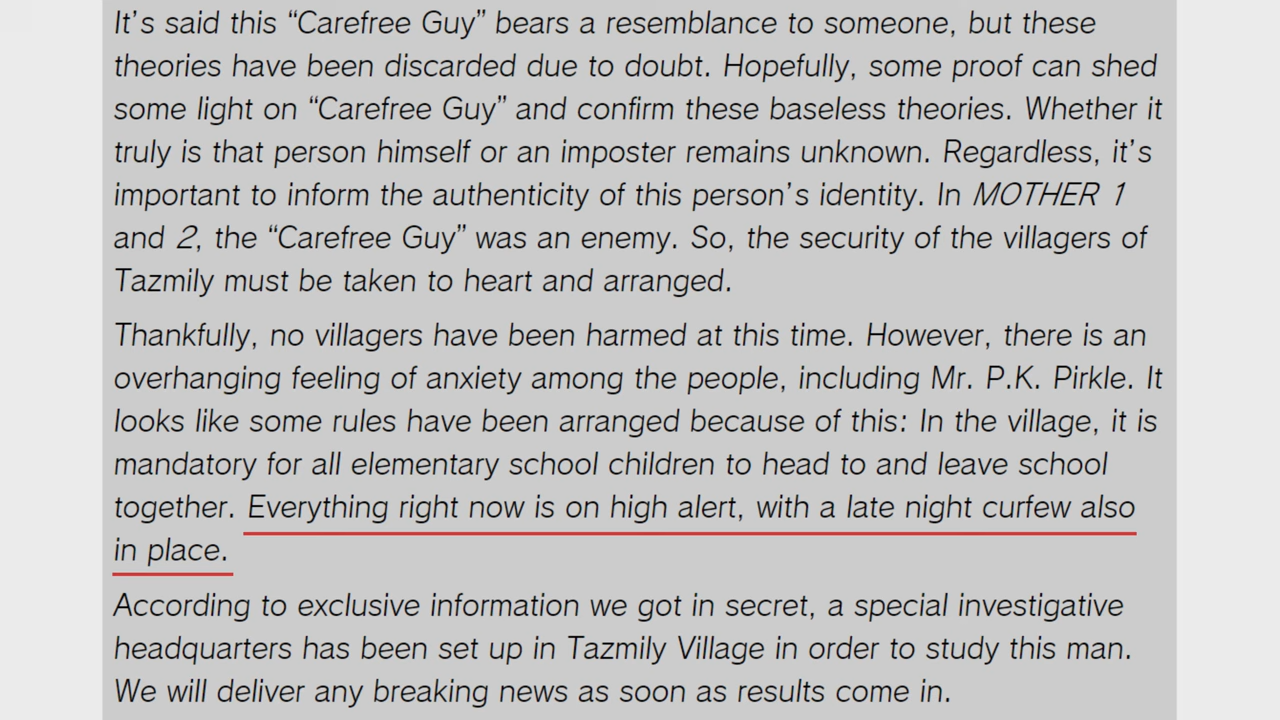 It’s said this “Carefree Guy” bears a resemblance to someone, but these
theories have been discarded due to doubt. Hopefully, some proof can shed
some light on “Carefree Guy” and confirm these baseless theories. Whether it
truly is that person himself or an imposter remains unknown. Regardless, it’s
important to inform the authenticity of this person’s identity. In MOTHER 1
and 2, the “Carefree Guy” was an enemy. So, the security of the villagers of
Tazmily must be taken to heart and arranged.
Thankfully, no villagers have been harmed at this time. However, there is an
overhanging feeling of anxiety among the people, including Mr. P.K. Pirkle. It
looks like some rules have been arranged because of this: In the village, it is
mandatory for all elementary school children to head to and leave school
together. Everything right now is on high alert, with a late night curfew also
in place.
According to exclusive information we got in secret, a special investigative
headquarters has been set up in Tazmily Village in order to study this man.
We will deliver any breaking news as soon as results come in.